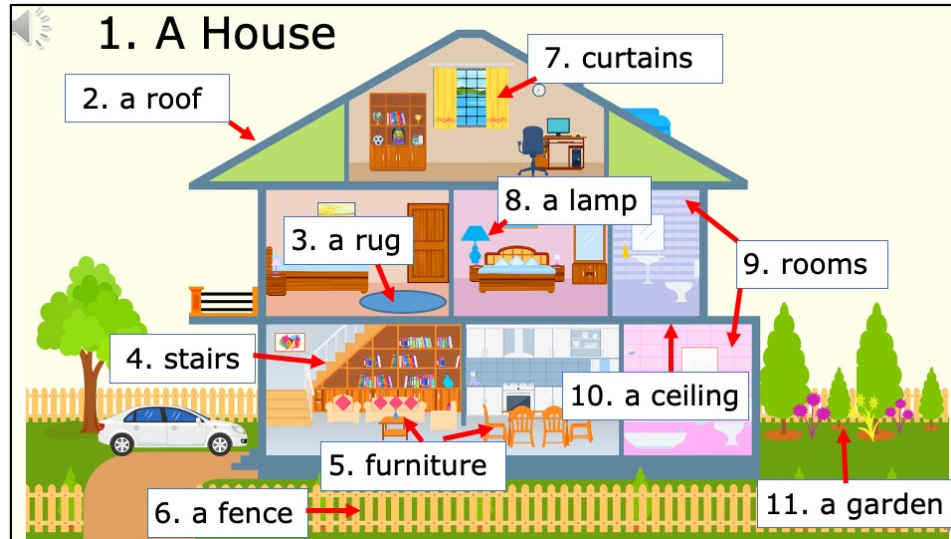 1. A House
2. a roof
3. a rug
4. stairs
5. furniture
6. a fence
7. curtains
8. a lamp
9. rooms
10. a ceiling
11. a garden